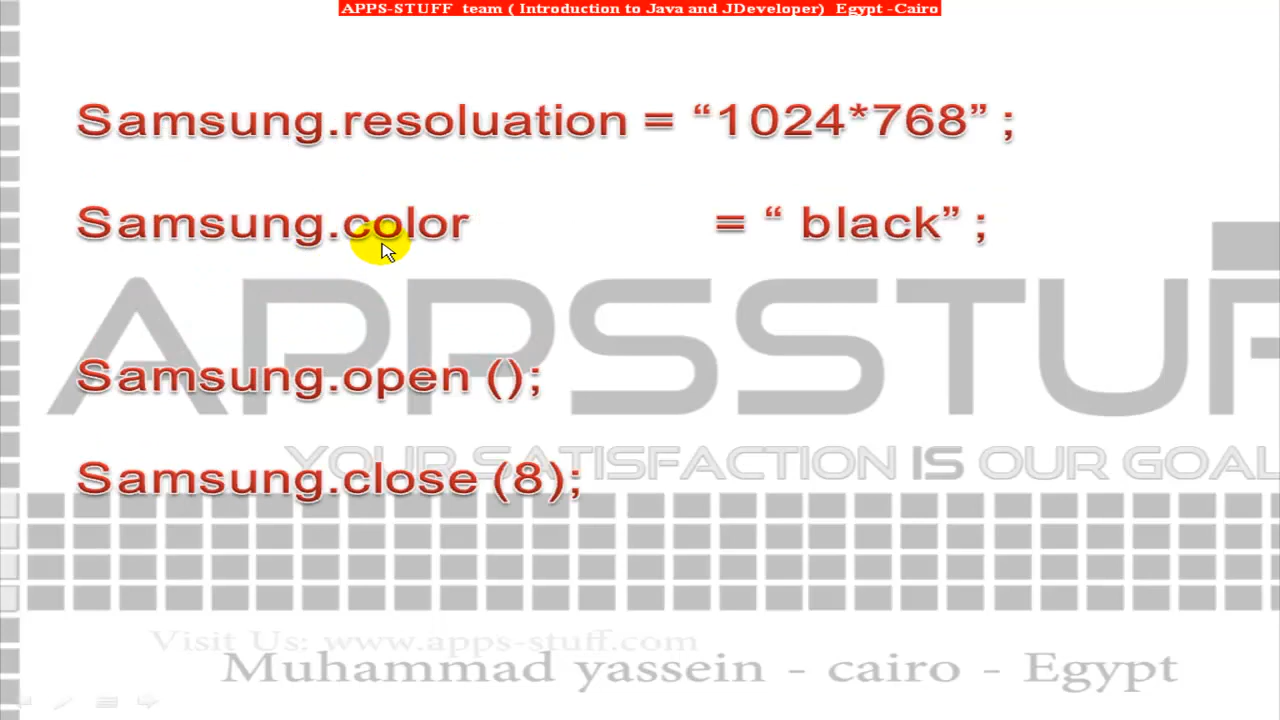 APPS-STUFF team ( Introduction to Java and JDeveloper) Egypt -Cairo
Samsung.resoluation = “1024*768” ;
Samsung.color = “ black” ;
APPSSTUF
Samsung.open ();
YOUR SATISFACTION IS OUR GOAL
Samsung.close (8);
Visit Us: www.apps-stuff.com
Muhammad yassein - cairo - Egypt